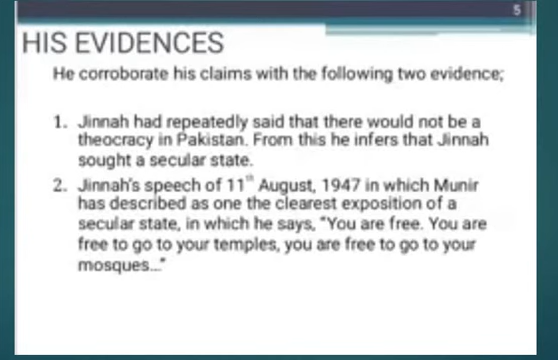 5
HIS EVIDENCES
He corroborate his claims with the following two evidence;
1. Jinnah had repeatedly said that there would not be a
theocracy in Pakistan. From this he infers that Jinnah
sought a secular state.
2. Jinnah's speech of 11th August, 1947 in which Munir
has described as one the clearest exposition of a
secular state, in which he says, "You are free. You are
free to go to your temples, you are free to go to your
mosques..."